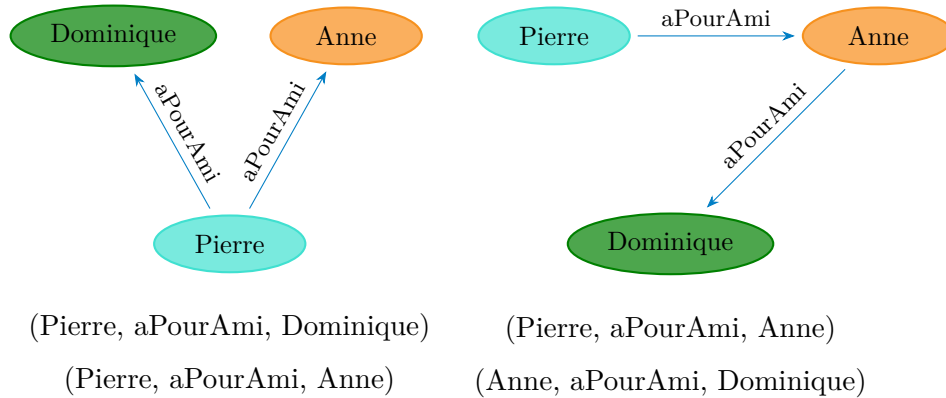 Dominique
Anne
aPourAmi
aPourAmi
Pierre
(Pierre, aPourAmi, Dominique)
(Pierre, aPourAmi, Anne)
Pierre
aPourAmi
Anne
aPourAmi
Dominique
(Pierre, aPourAmi, Anne)
(Anne, aPourAmi, Dominique)